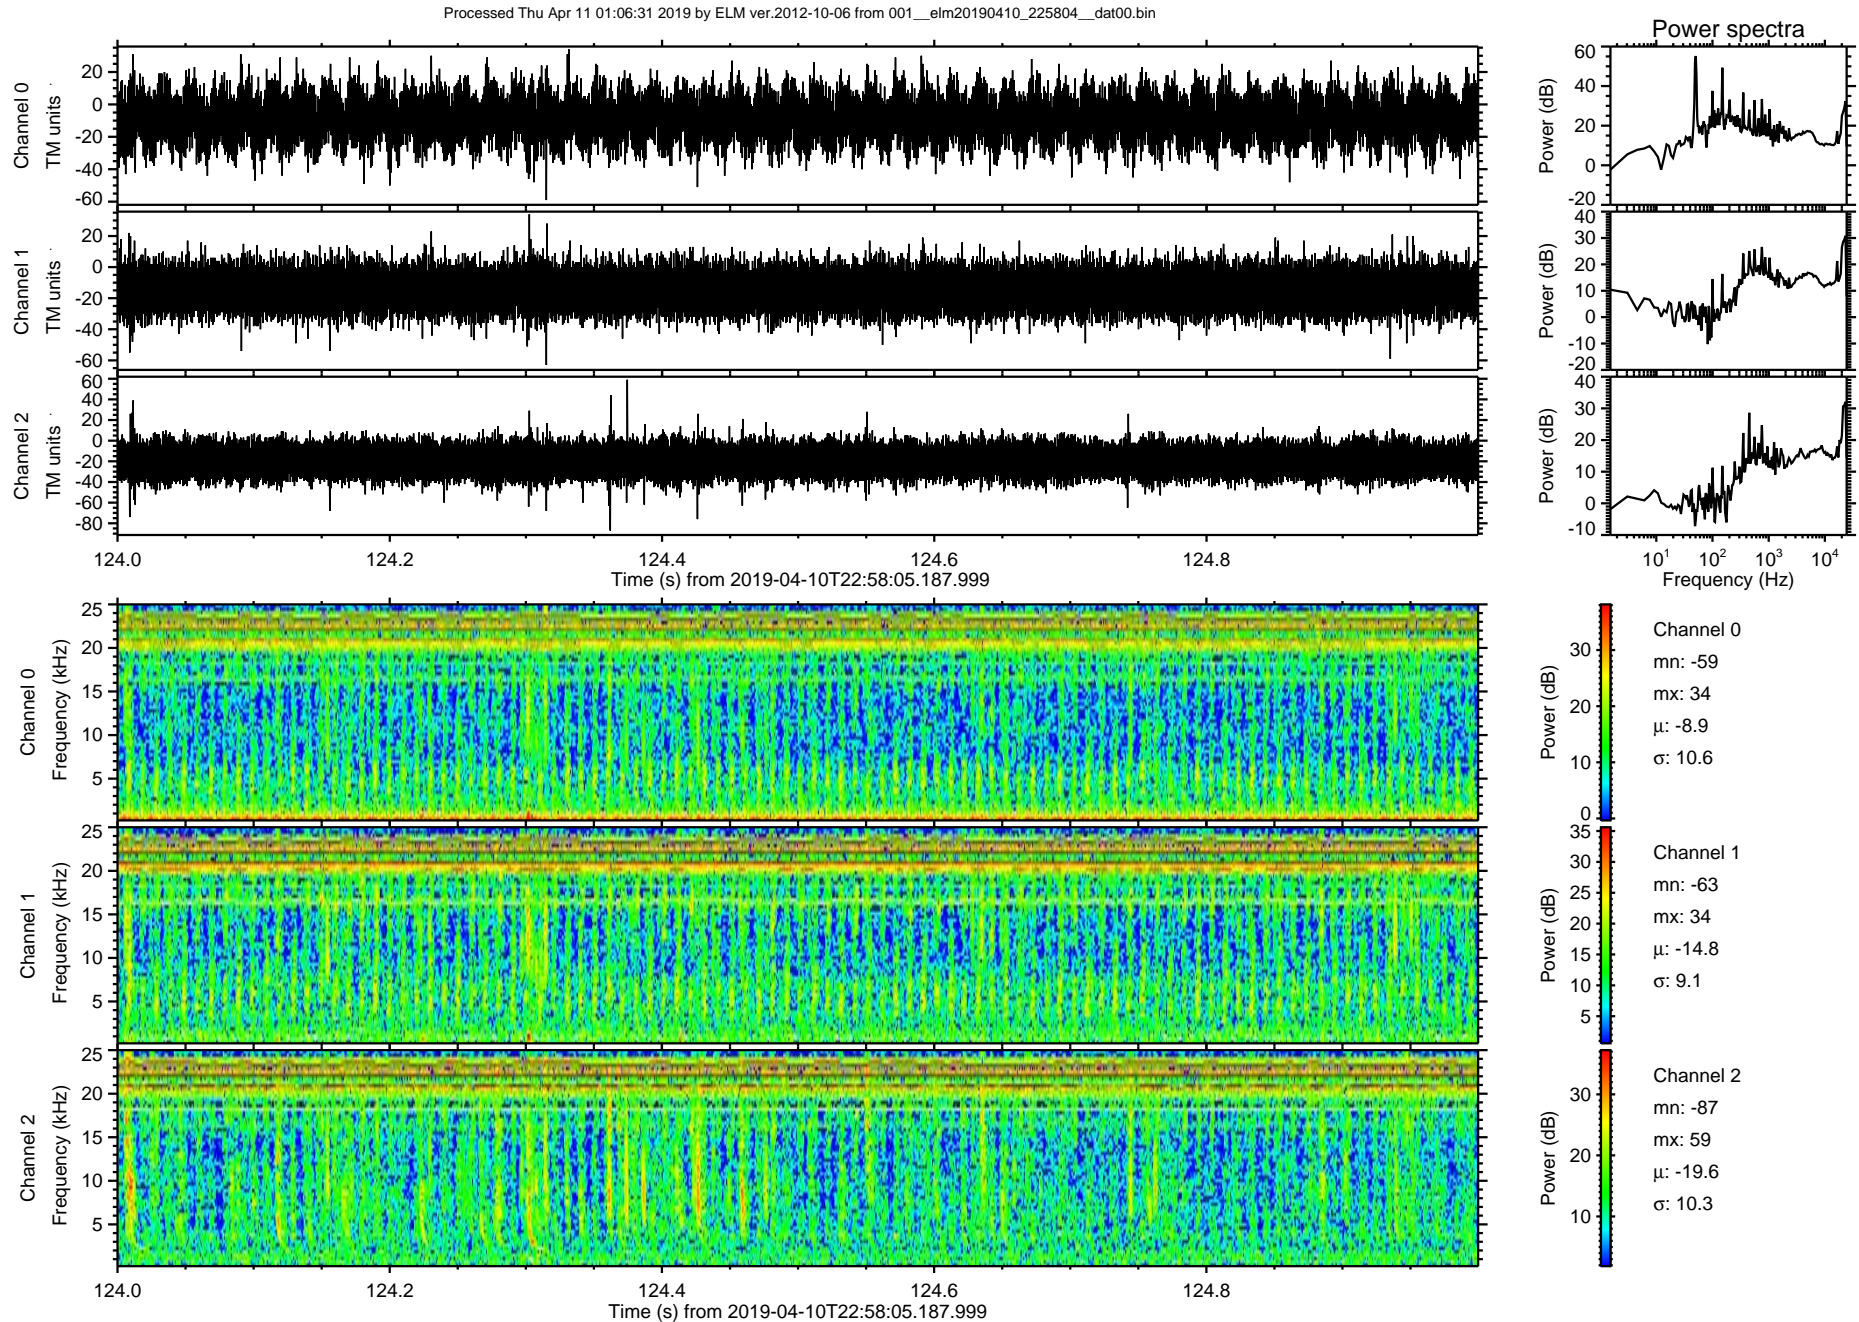 Processed Thu Apr 11 01:06:31 2019 by ELM ver.2012-10-06 from 001__elm20190410_225804__dat00.bin
Power spectra
Channel 0
TM units
20
0
-20
-40
-60
Power (dB)
60
40
20
0
-20
Channel 1
TM units
20
0
-20
-40
-60
Power (dB)
40
30
20
10
0
-10
-20
Channel 2
TM units
60
40
20
0
-20
-40
-60
-80
Power (dB)
40
30
20
10
0
-10
124.0 124.2 124.4 124.6 124.8
Time (s) from 2019-04-10T22:58:05.187.999
10^1 10^2 10^3 10^4
Frequency (Hz)
Channel 0
Frequency (kHz)
25
20
15
10
5
Power (dB)
30
20
10
0
Channel 0
mn: -59
mx: 34
μ: -8.9
σ: 10.6
Channel 1
Frequency (kHz)
25
20
15
10
5
Power (dB)
35
30
25
20
15
10
5
Channel 1
mn: -63
mx: 34
μ: -14.8
σ: 9.1
Channel 2
Frequency (kHz)
25
20
15
10
5
Power (dB)
30
20
10
Channel 2
mn: -87
mx: 59
μ: -19.6
σ: 10.3
124.0 124.2 124.4 124.6 124.8
Time (s) from 2019-04-10T22:58:05.187.999